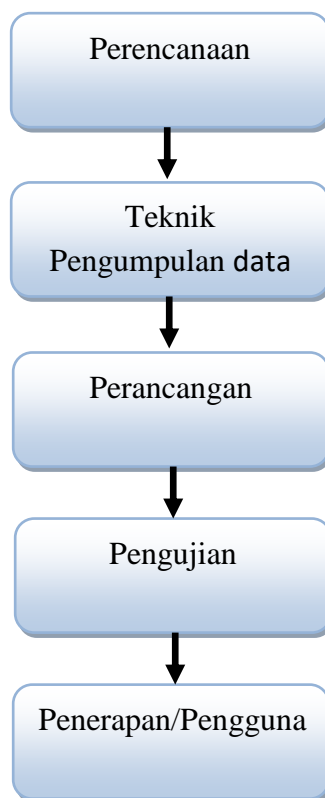 Perencanaan
Teknik
Pengumpulan data
Perancangan
Pengujian
Penerapan/Pengguna